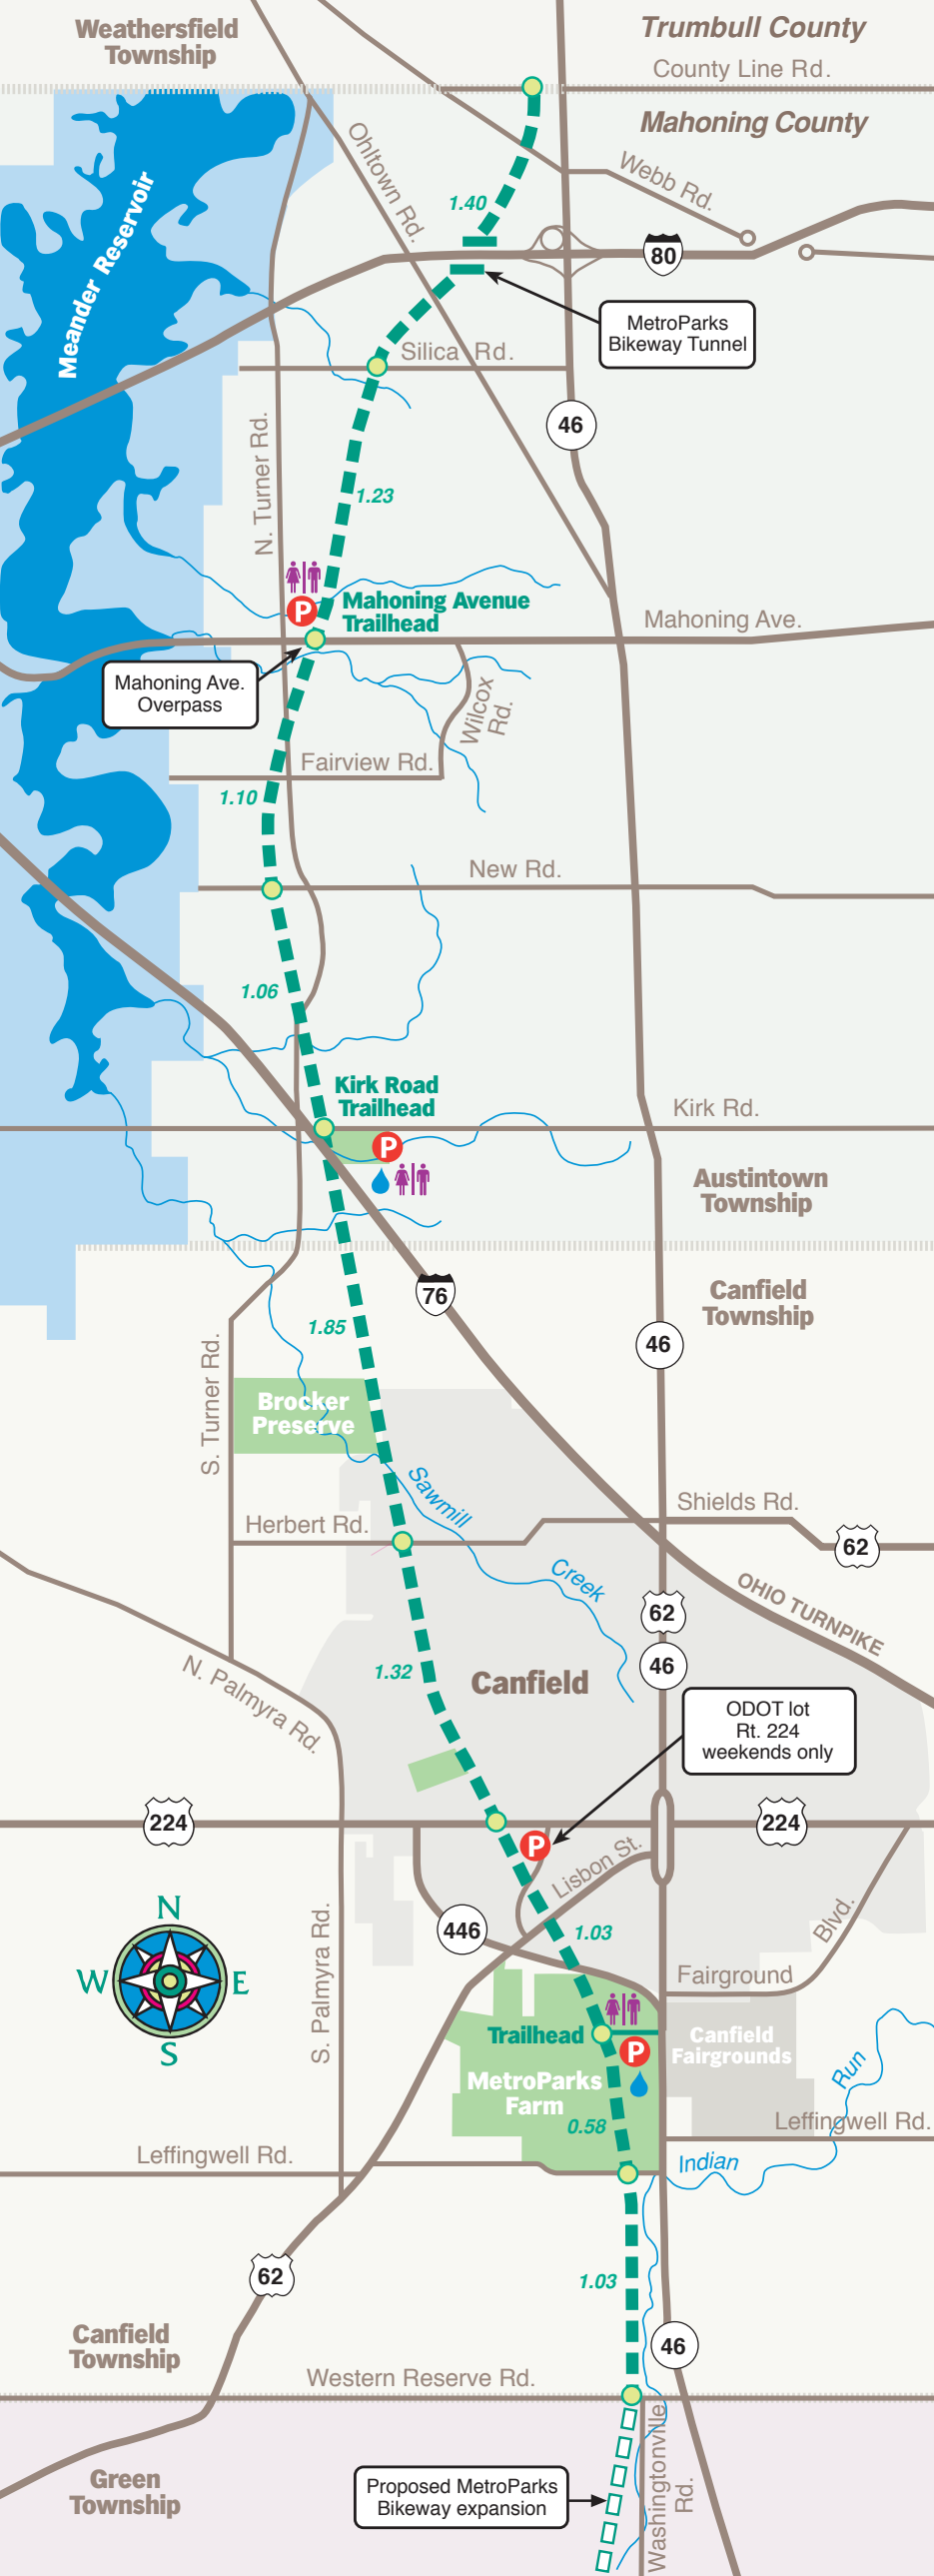 Weathersfield
Township
Trumbull County
County Line Rd.
Mahoning County
Ohltown Rd.
Webb Rd.
1.40
Meander Reservoir
80
MetroParks
Bikeway Tunnel
Silica Rd.
46
N. Turner Rd.
1.23
P
Mahoning Avenue
Trailhead
Mahoning Ave.
Mahoning Ave.
Overpass
Wilcox
Rd.
Fairview Rd.
1.10
New Rd.
1.06
Kirk Road
Trailhead
Kirk Rd.
P
Austintown
Township
76
Canfield
Township
1.85
46
S. Turner Rd.
Brocker
Preserve
Sawmill
Creek
Shields Rd.
Herbert Rd.
62
OHIO TURNPIKE
62
46
N. Palmyra Rd.
1.32
Canfield
ODOT lot
Rt. 224
weekends only
224
224
P
Lisbon St.
N
W
E
S
446
1.03
Blvd.
Fairground
S. Palmyra Rd.
Trailhead
P
Canfield
Fairgrounds
MetroParks
Farm
0.58
Run
Leffingwell Rd.
Leffingwell Rd.
Indian
62
1.03
46
Canfield
Township
Western Reserve Rd.
Green
Township
Proposed MetroParks
Bikeway expansion
Washingtonville
Rd.